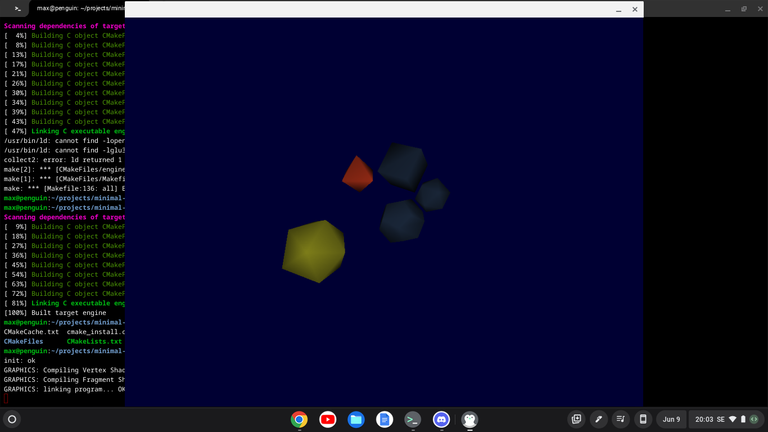 max@penguin: ~/projects/mini
Scanning dependencies of target
[  4%] Building C object CMakeF
[  8%] Building C object CMakeF
[ 13%] Building C object CMakeF
[ 17%] Building C object CMakeF
[ 21%] Building C object CMakeF
[ 26%] Building C object CMakeF
[ 30%] Building C object CMakeF
[ 34%] Building C object CMakeF
[ 39%] Building C object CMakeF
[ 43%] Building C object CMakeF
[ 47%] Linking C executable eng
/usr/bin/ld: cannot find -lopen
/usr/bin/ld: cannot find -lglu3
collect2: error: ld returned 1
make[2]: *** [CMakeFiles/engine
make[1]: *** [CMakeFiles/Makefi
make: *** [Makefile:136: all] E
max@penguin:~/projects/minimal-
max@penguin:~/projects/minimal-
Scanning dependencies of target
[  9%] Building C object CMakeF
[ 18%] Building C object CMakeF
[ 27%] Building C object CMakeF
[ 36%] Building C object CMakeF
[ 45%] Building C object CMakeF
[ 54%] Building C object CMakeF
[ 63%] Building C object CMakeF
[ 72%] Building C object CMakeF
[ 81%] Linking C executable eng
[100%] Built target engine
max@penguin:~/projects/minimal-
CMakeCache.txt  cmake_install.c
CMakeFiles      CMakeLists.txt
max@penguin:~/projects/minimal-
init: ok
GRAPHICS: Compiling Vertex Shad
GRAPHICS: Compiling Fragment Sh
GRAPHICS: linking program... OK
Jun 9
20:03 SE